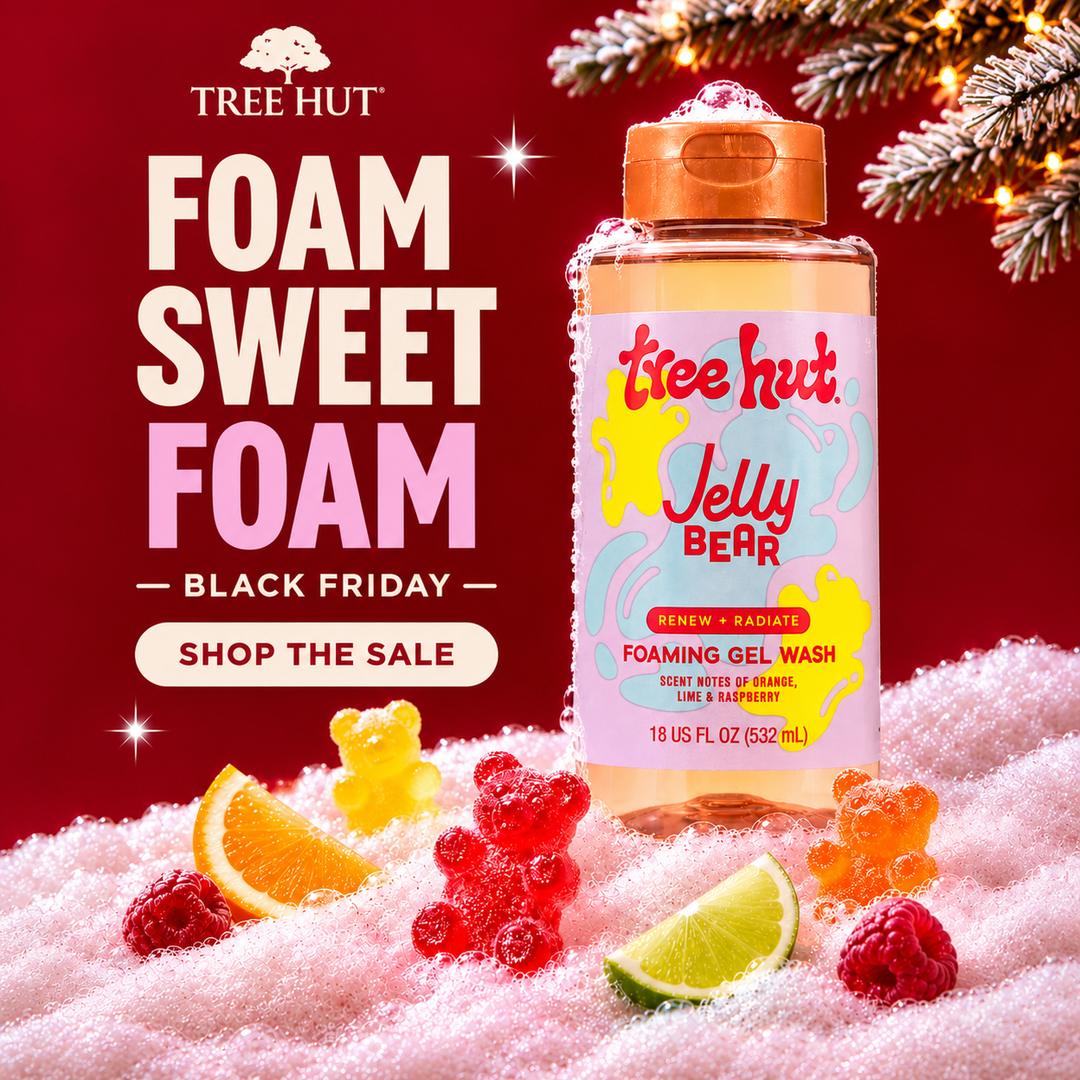 TREE HUT®
FOAM
SWEET
FOAM
BLACK FRIDAY
SHOP THE SALE
tree hut®
Jelly
BEAR
RENEW + RADIATE
FOAMING GEL WASH
SCENT NOTES OF ORANGE,
LIME & RASPBERRY
18 US FL OZ (532 mL)